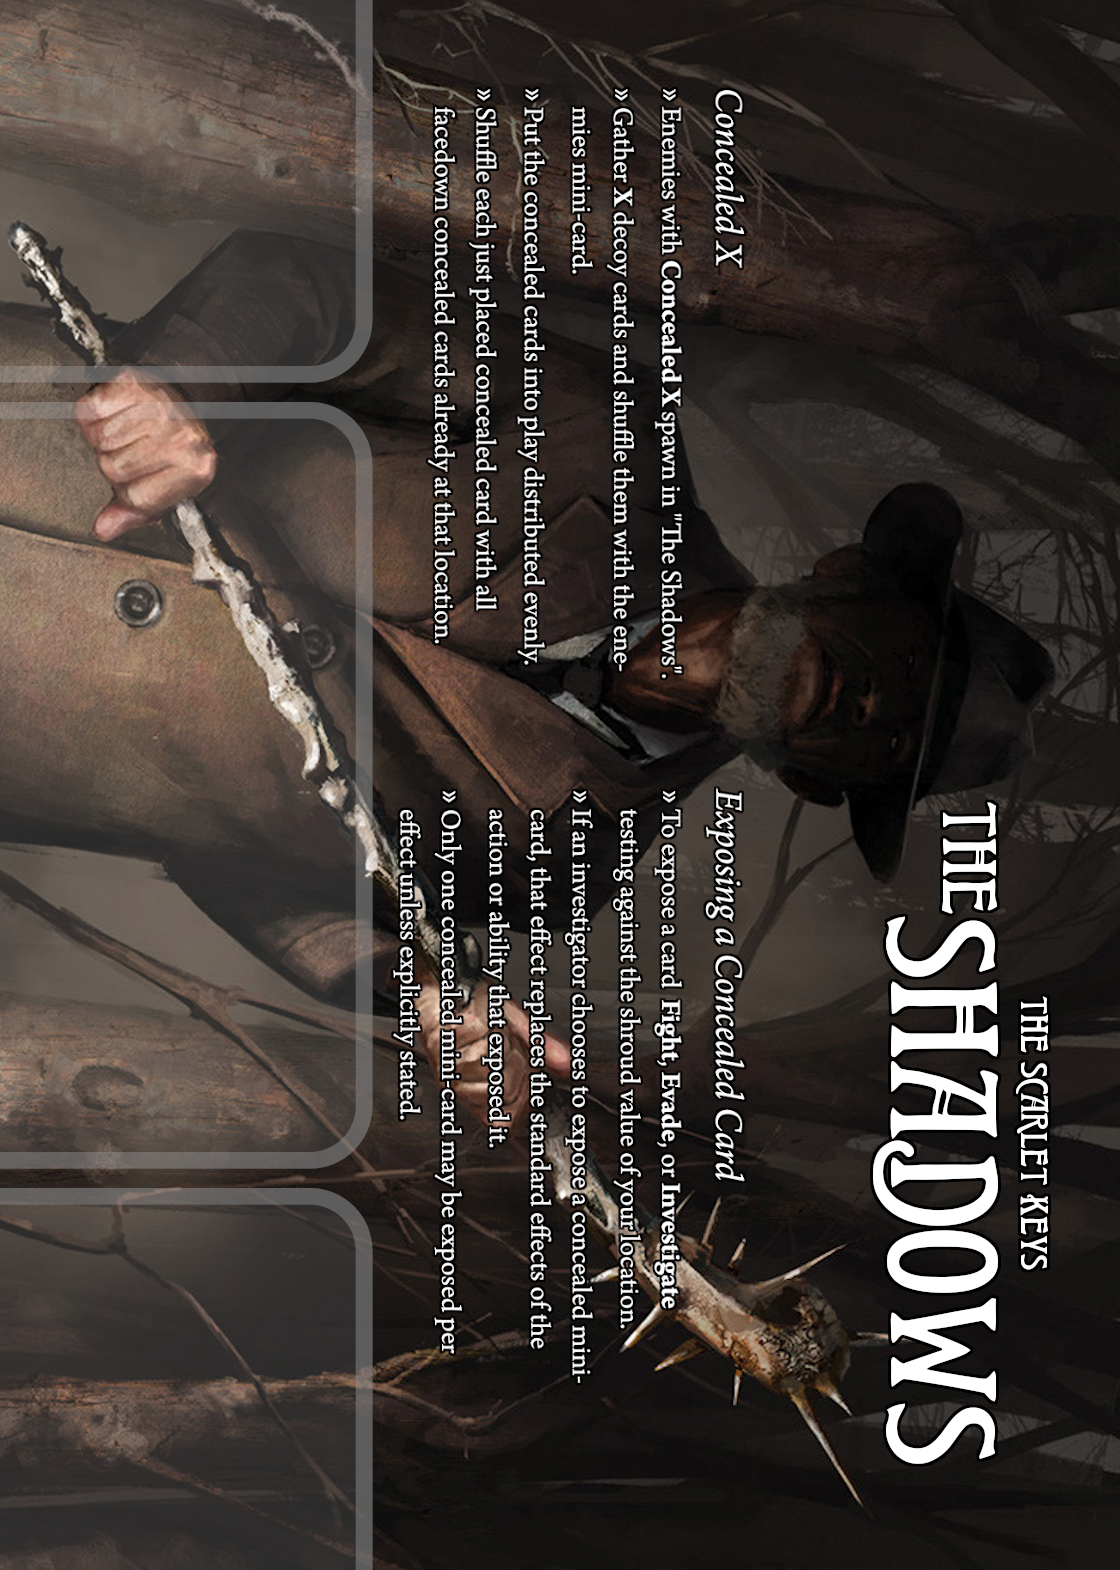 THE SCARLET KEYS
THE SHADOWS
Concealed X
» Enemies with Concealed X spawn in "The Shadows".
» Gather X decoy cards and shuffle them with the ene-
mies mini-card.
» Put the concealed cards into play distributed evenly.
» Shuffle each just placed concealed card with all
facedown concealed cards already at that location.
Exposing a Concealed Card
» To expose a card Fight, Evade, or Investigate
testing against the shroud value of your location.
» If an investigator chooses to expose a concealed mini-
card, that effect replaces the standard effects of the
action or ability that exposed it.
» Only one concealed mini-card may be exposed per
effect unless explicitly stated.